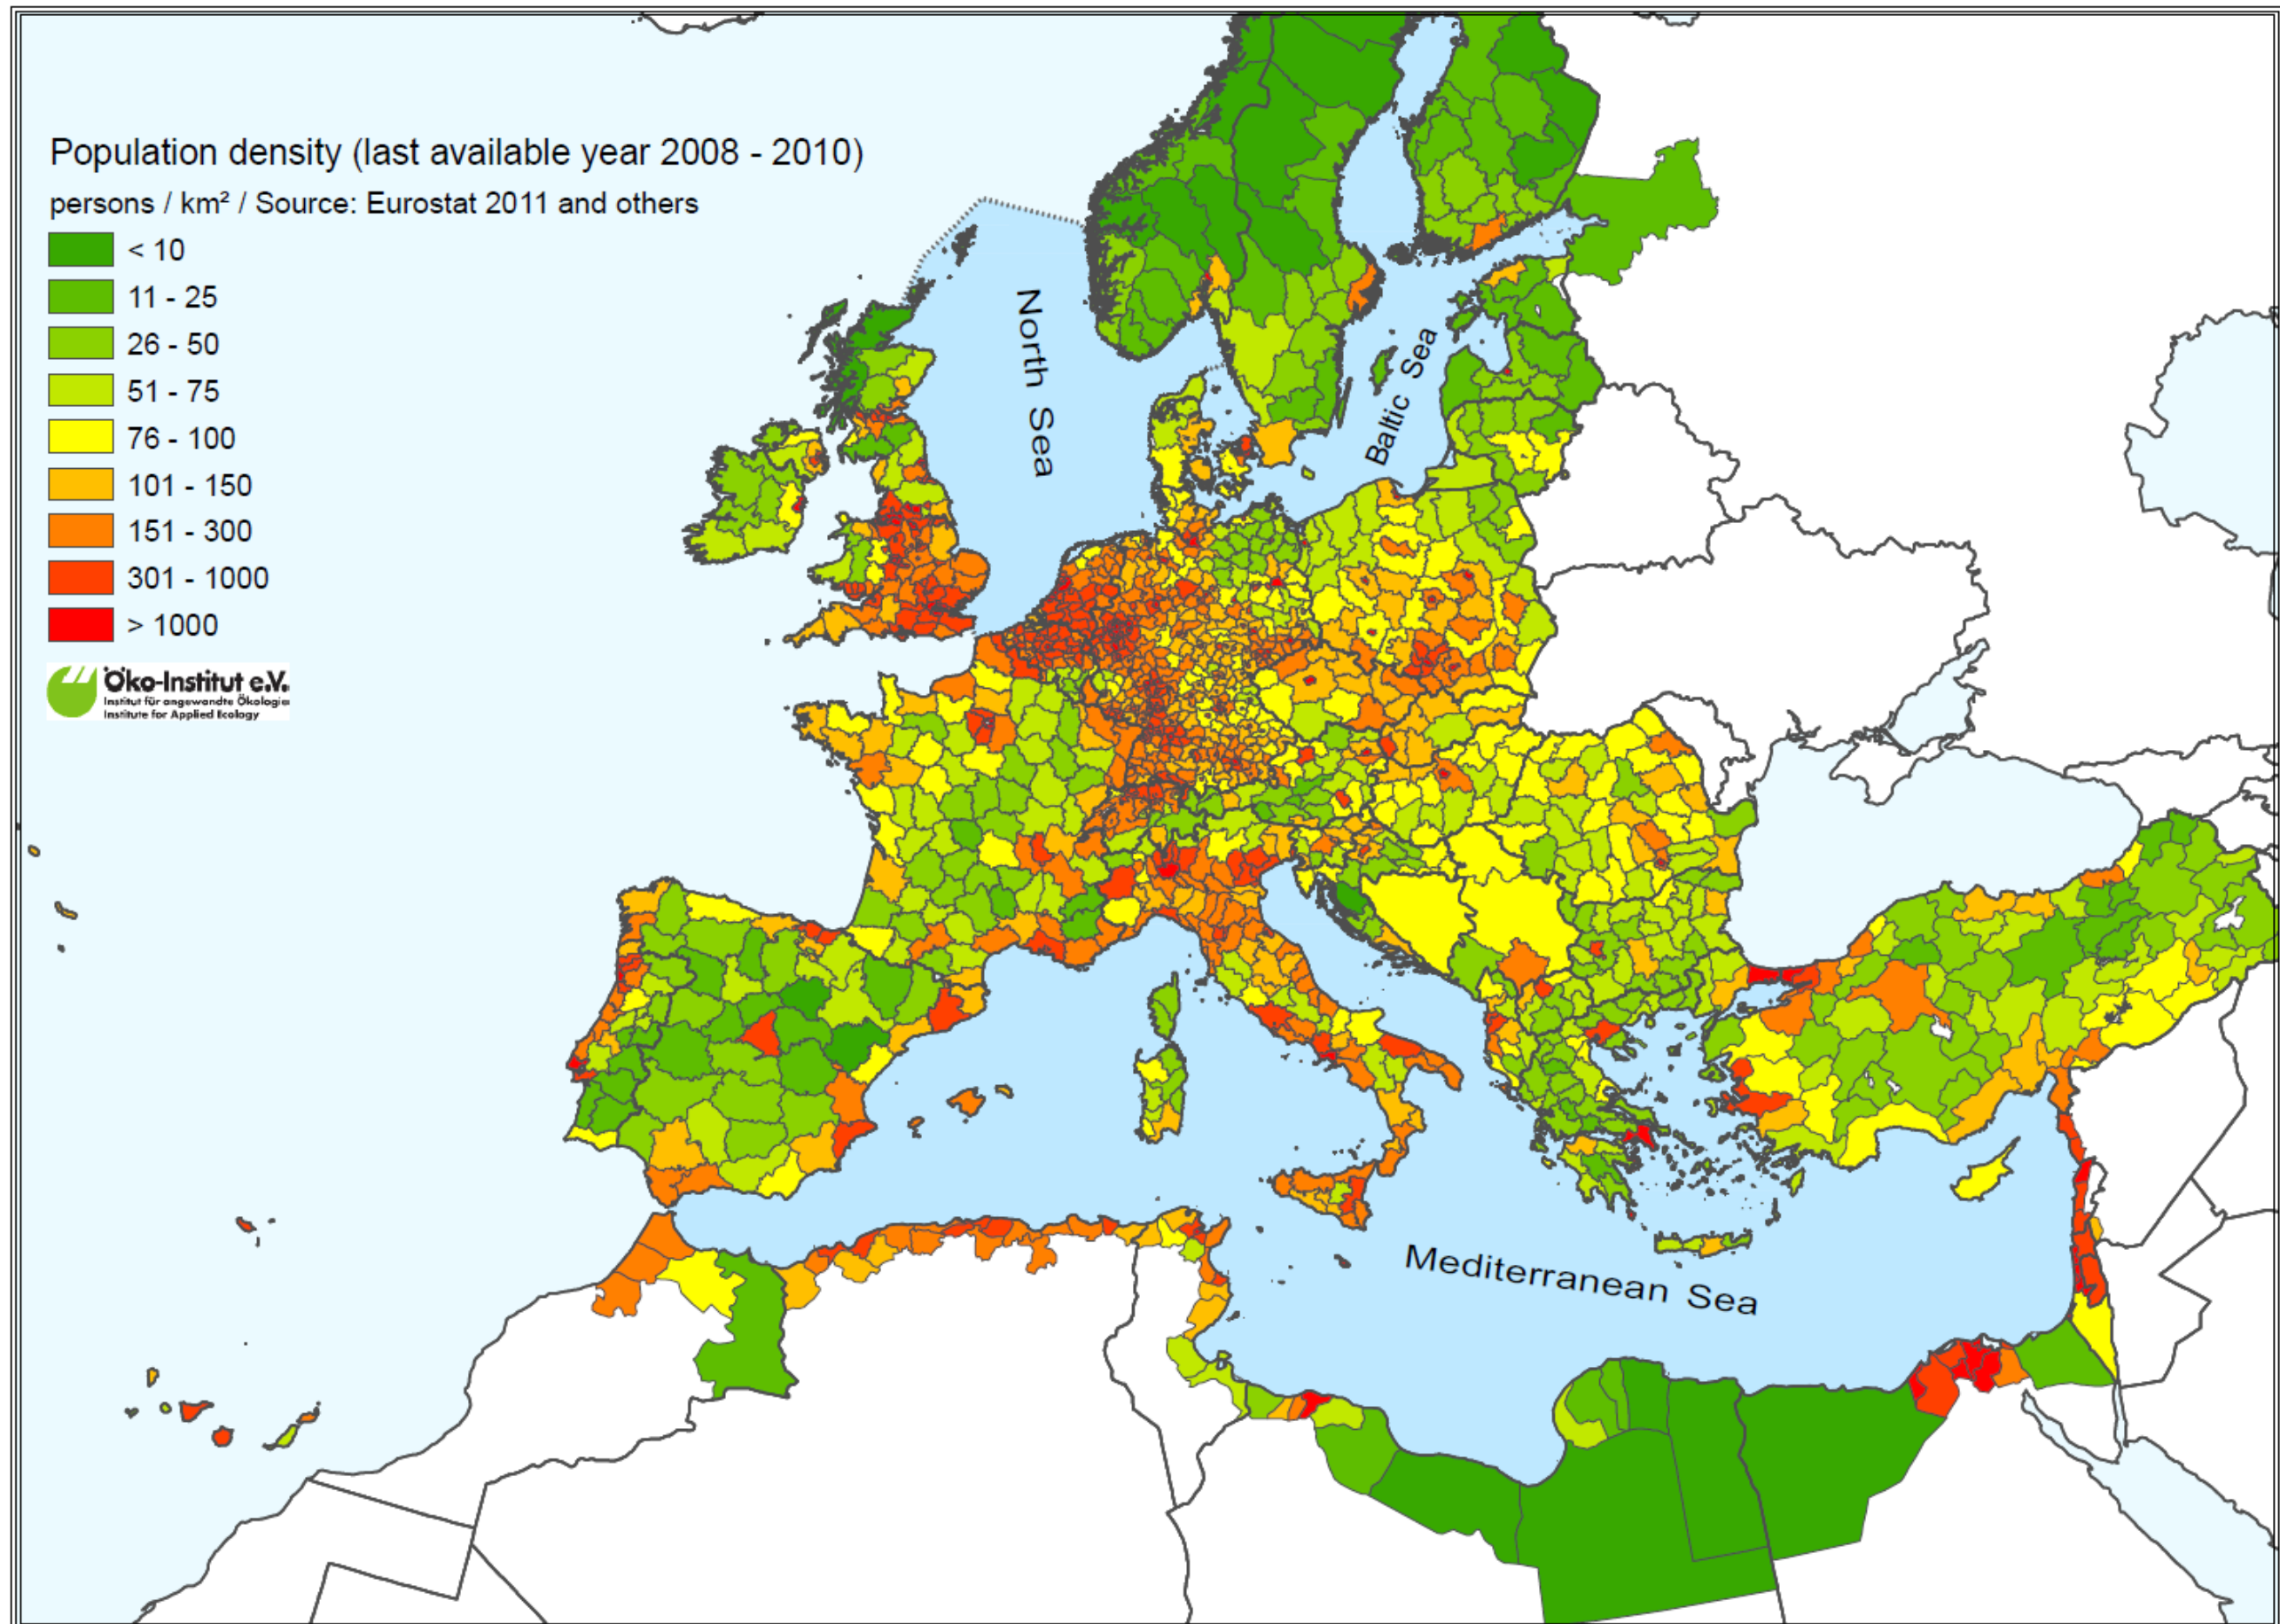 Population density (last available year 2008 - 2010)
persons / km² / Source: Eurostat 2011 and others
< 10
11 - 25
26 - 50
51 - 75
76 - 100
101 - 150
151 - 300
301 - 1000
> 1000
Öko-Institut e.V.
Institut für angewandte Ökologie
Institute for Applied Ecology
North Sea
Baltic Sea
Mediterranean Sea